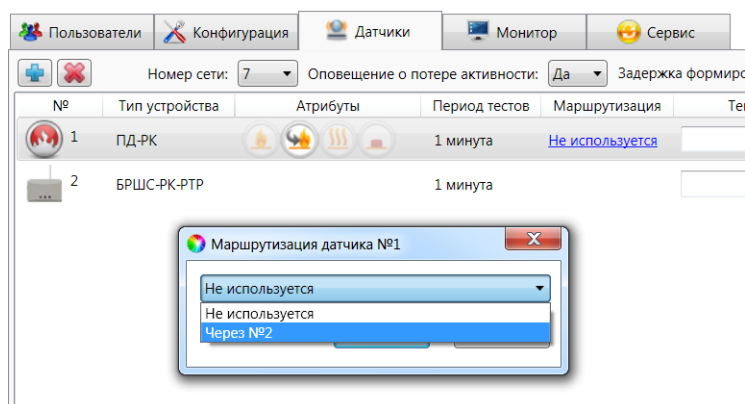 Пользователи Конфигурация Датчики Монитор Сервис
Номер сети: 7 Оповещение о потере активности: Да Задержка
№ Тип устройства Атрибуты Период тестов Маршрутизация
1 ПД-РК 1 минута Не используется
2 БРШС-РК-РТР 1 минута
Маршрутизация датчика №1
Не используется
Не используется
Через №2